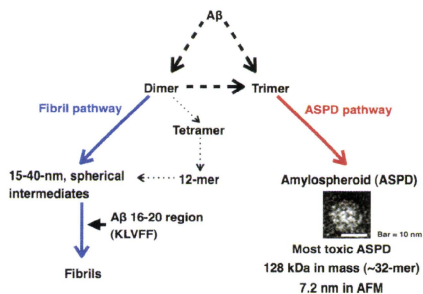 Aβ
Dimer
Trimer
Fibril pathway
ASPD pathway
Tetramer
15-40-nm, spherical
intermediates
12-mer
Amylospheroid (ASPD)
Aβ 16-20 region
(KLVFF)
Bar = 10 nm
Fibrils
Most toxic ASPD
128 kDa in mass (~32-mer)
7.2 nm in AFM